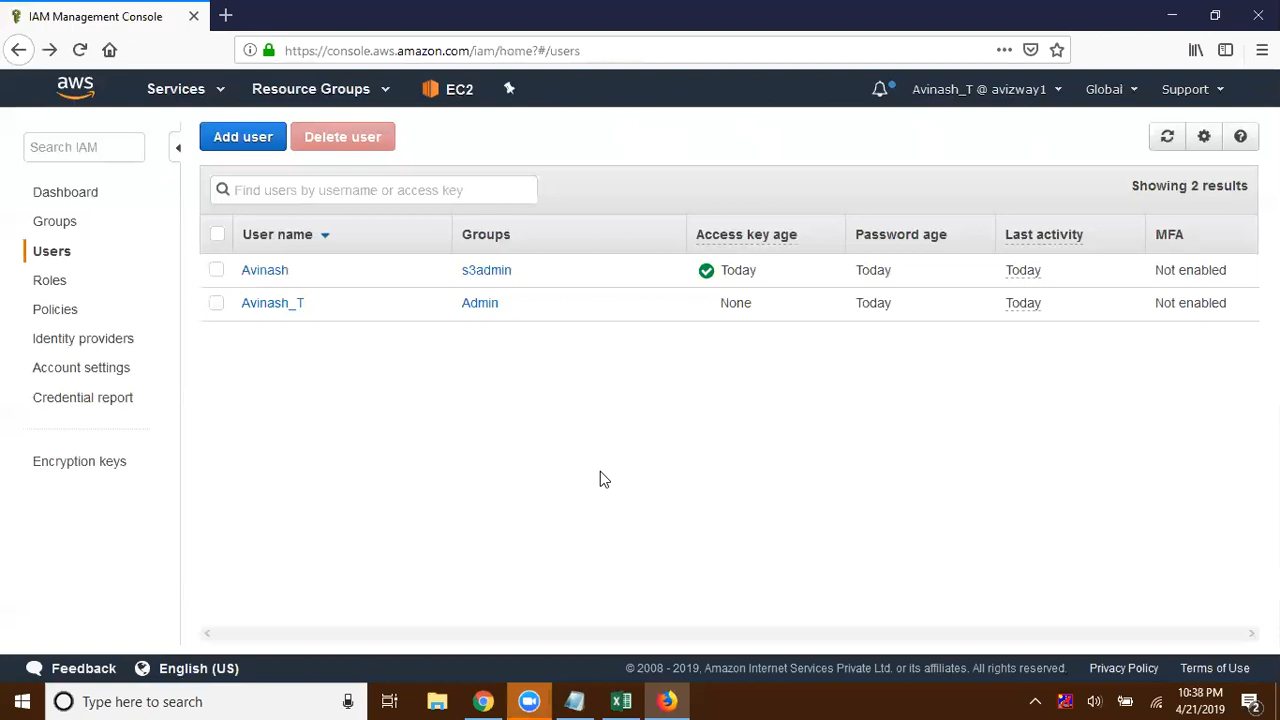 IAM Management Console
https://console.aws.amazon.com/iam/home?#/users
aws Services Resource Groups EC2 Avinash_T @ avizway1 Global Support
Search IAM
Dashboard
Groups
Users
Roles
Policies
Identity providers
Account settings
Credential report
Encryption keys
Add user Delete user
Find users by username or access key Showing 2 results
User name Groups Access key age Password age Last activity MFA
Avinash s3admin Today Today Today Not enabled
Avinash_T Admin None Today Today Not enabled
Feedback English (US) © 2008 - 2019, Amazon Internet Services Private Ltd. or its affiliates. All rights reserved. Privacy Policy Terms of Use
Type here to search
10:38 PM
4/21/2019
2